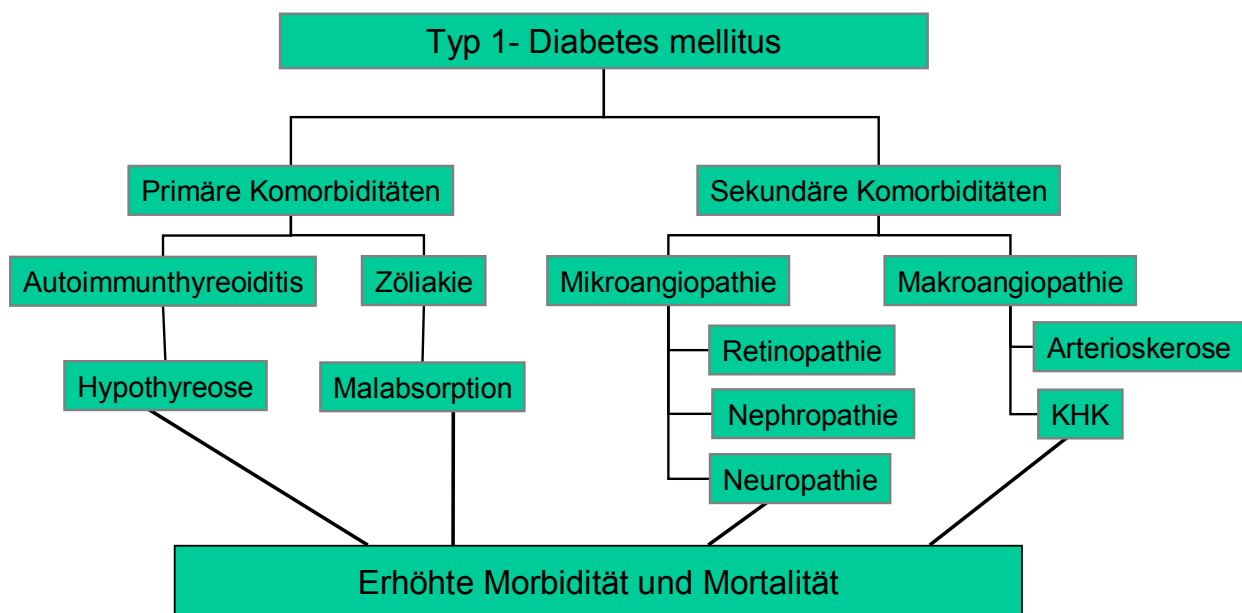 Typ 1- Diabetes mellitus
Primäre Komorbiditäten
Sekundäre Komorbiditäten
Autoimmunthyreoiditis
Zöliakie
Mikroangiopathie
Makroangiopathie
Retinopathie
Arterioskerose
Hypothyreose
Malabsorption
Nephropathie
KHK
Neuropathie
Erhöhte Morbidität und Mortalität